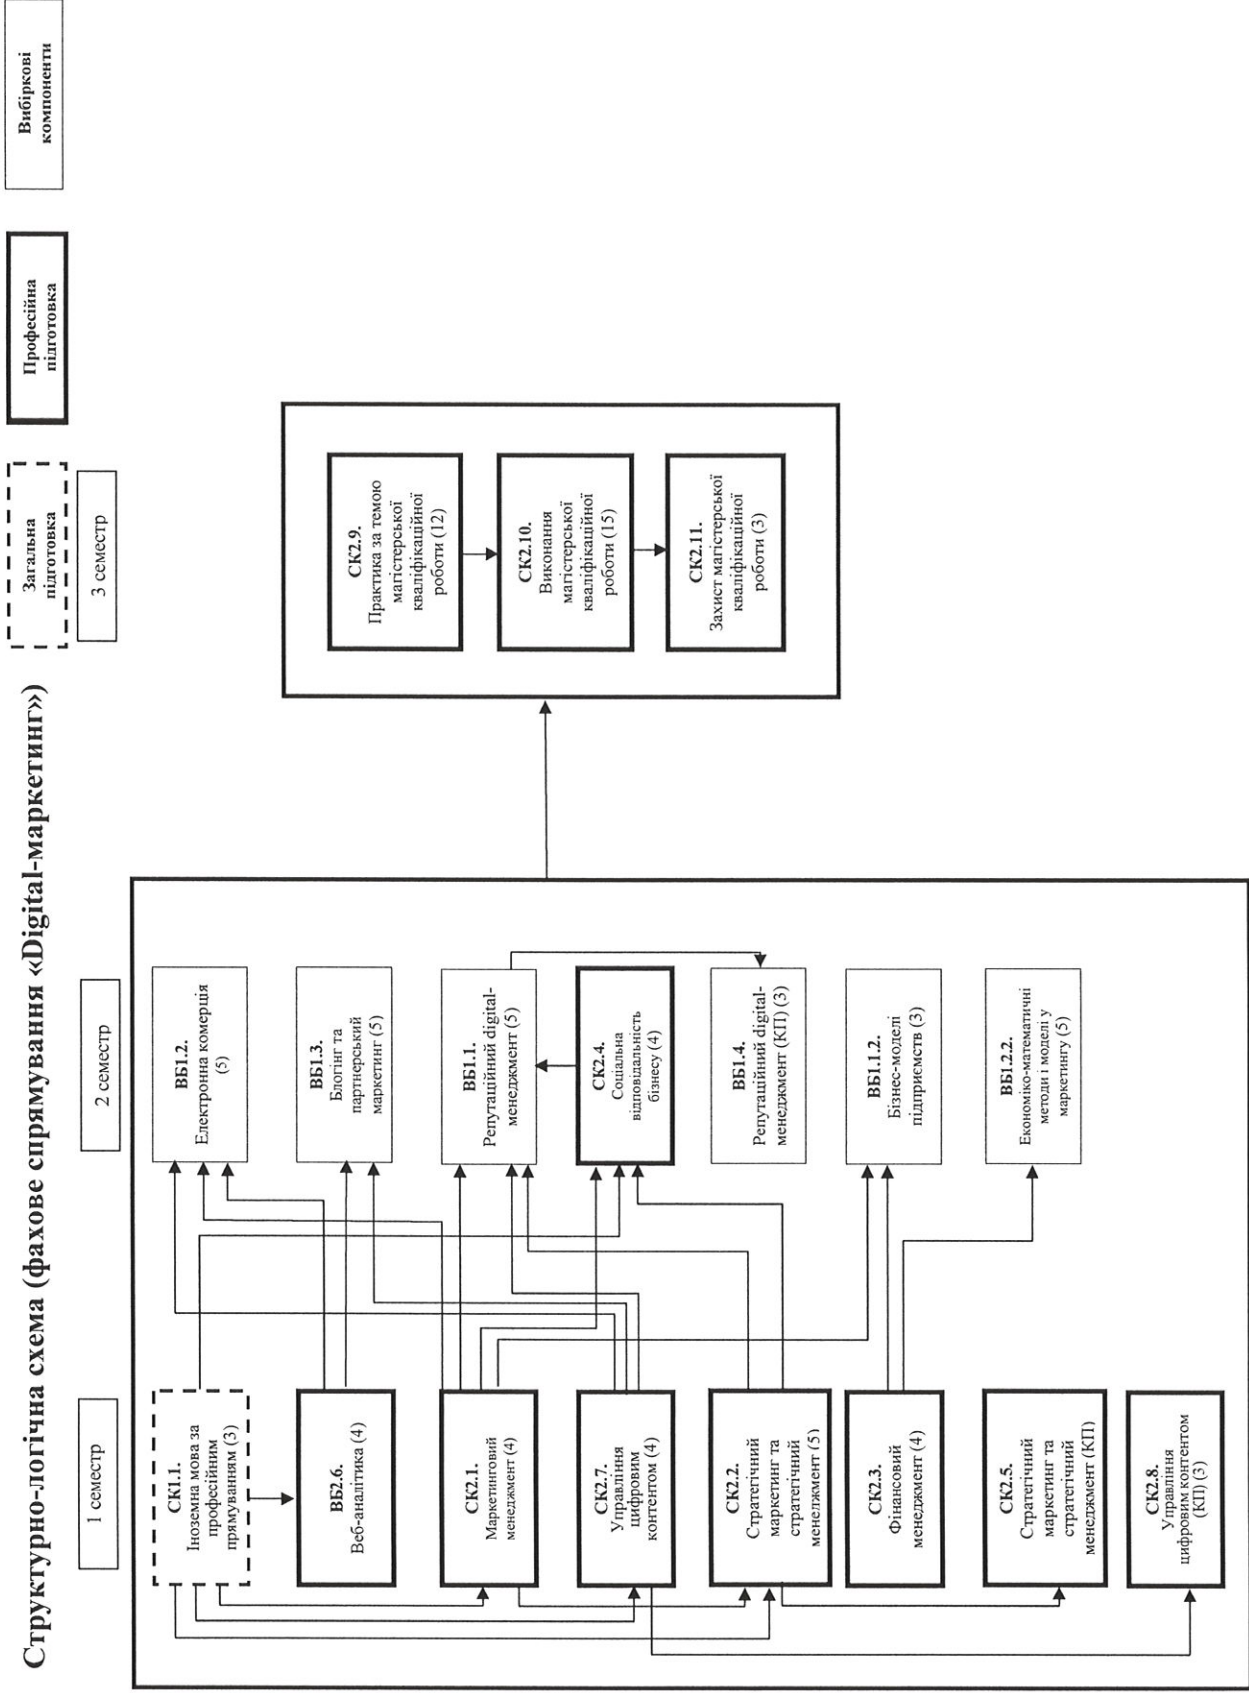 Структурно-логічна схема (фахове спрямування «Digital-маркетинг»)
Загальна
підготовка
Професійна
підготовка
Вибіркові
компоненти
1 семестр
2 семестр
3 семестр
СК1.1.
Іноземна мова за
професійним
прямуванням (3)
ВБ2.6.
Веб-аналітика (4)
СК2.1.
Маркетинговий
менеджмент (4)
СК2.7.
Управління
цифровим
контентом (4)
СК2.2.
Стратегічний
маркетинг та
стратегічний
менеджмент (5)
СК2.3.
Фінансовий
менеджмент (4)
СК2.5.
Стратегічний
маркетинг та
стратегічний
менеджмент (КП)
СК2.8.
Управління
цифровим контентом
(КП) (3)
ВБ1.2.
Електронна комерція
(5)
ВБ1.3.
Блогінг та
партнерський
маркетинг (5)
ВБ1.1.
Репутаційний digital-
менеджмент (5)
СК2.4.
Соціальна
відповідальність
бізнесу (4)
ВБ1.4.
Репутаційний digital-
менеджмент (КП) (3)
ВБ1.1.2.
Бізнес-моделі
підприємств (3)
ВБ1.2.2.
Економіко-математичні
методи і моделі у
маркетингу (5)
СК2.9.
Практика за темою
магістерської
кваліфікаційної
роботи (12)
СК2.10.
Виконання
магістерської
кваліфікаційної
роботи (15)
СК2.11.
Захист магістерської
кваліфікаційної
роботи (3)